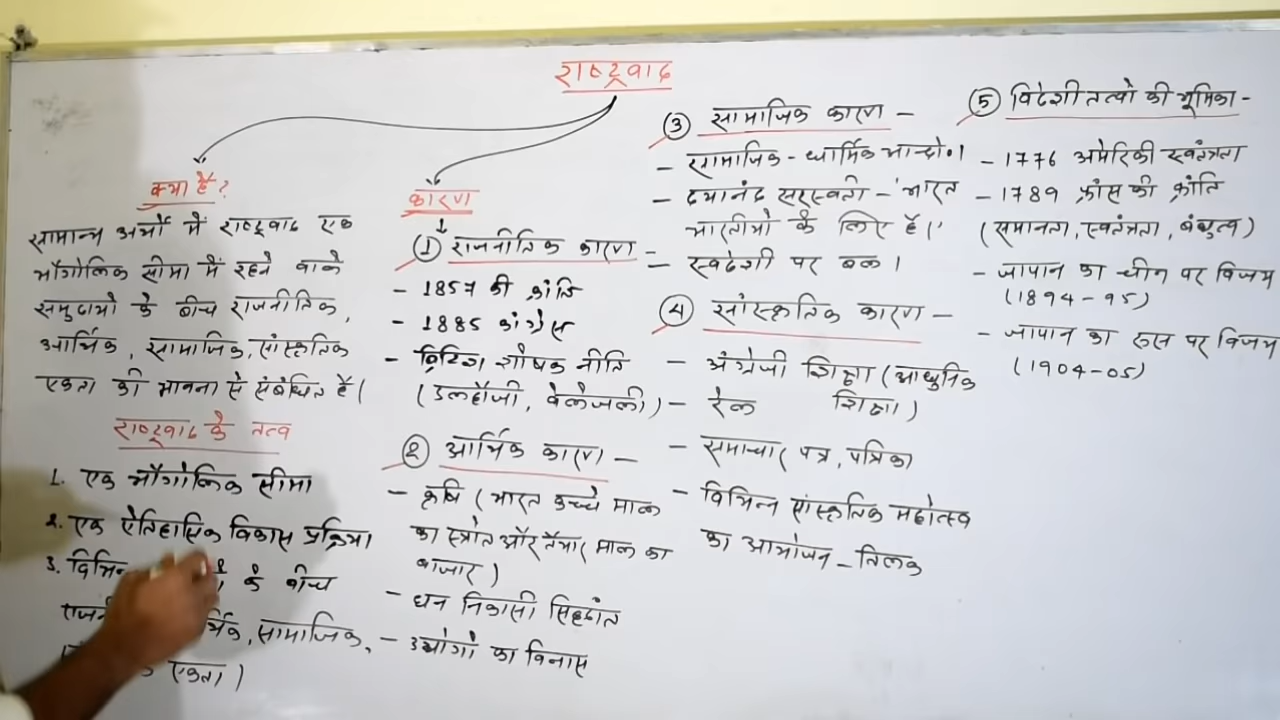 राष्ट्रवाद
क्या है?
सामान्य अर्थों में राष्ट्रवाद एक
भौगोलिक सीमा में रहने वाले
समुदायो के बीच राजनीतिक,
आर्थिक, सामाजिक, सांस्कृतिक
एकता की भावना से संबंधित है।
राष्ट्रवाद के तत्व
1. एक भौगोलिक सीमा
2. एक ऐतिहासिक विकास प्रक्रिया
3. के बीच
सामाजिक,
एकता)
कारण
① राजनीतिक कारण -
- 1857 की क्रांति
- 1885 कांग्रेस
- ब्रिटिश शोषक नीति
(डलहौजी, वेलेजली)
② आर्थिक कारण -
- कृषि (भारत कच्चे माल
का स्त्रोत और तैयार माल का
बाजार)
- धन निकासी सिद्धांत
- उद्योगों का विनास
③ सामाजिक कारण -
- सामाजिक - धार्मिक आन्दो०।
- दयानंद सरस्वती - 'भारत
भारतीयो के लिए है।'
- स्वदेशी पर बल।
④ सांस्कृतिक कारण -
- अंग्रेजी शिक्षा (आधुनिक
शिक्षा)
- रेल
- समाचार पत्र, पत्रिका
- विभिन्न सांस्कृतिक महोत्सव
का आयोजन - तिलक
⑤ विदेशी तत्वो की भूमिका -
- 1776 अमेरिकी स्वतंत्रता
- 1789 फ्रांस की क्रांति
(समानता, स्वतंत्रता, बंधुत्व)
- जापान का चीन पर विजय
(1894-95)
- जापान का रूस पर विजय
(1904-05)